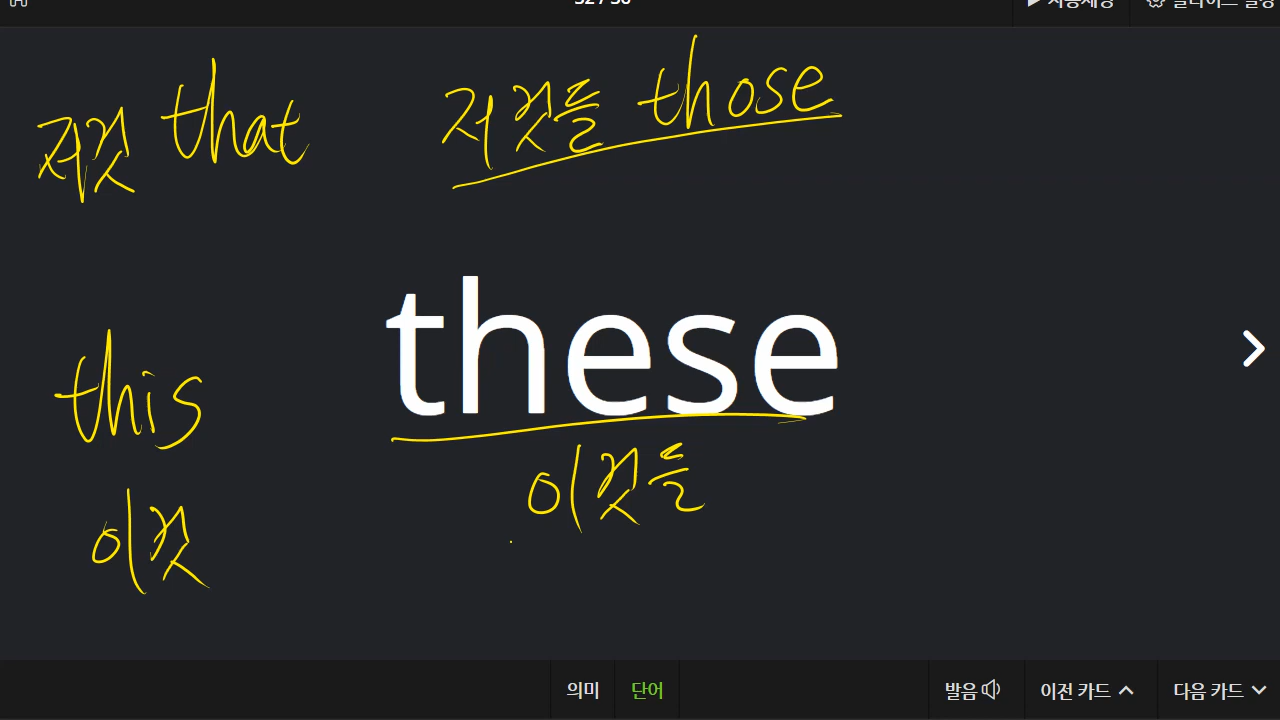 저것 that 저것들 those
these
this
이것들
이것
의미 단어 발음 이전 카드 다음 카드